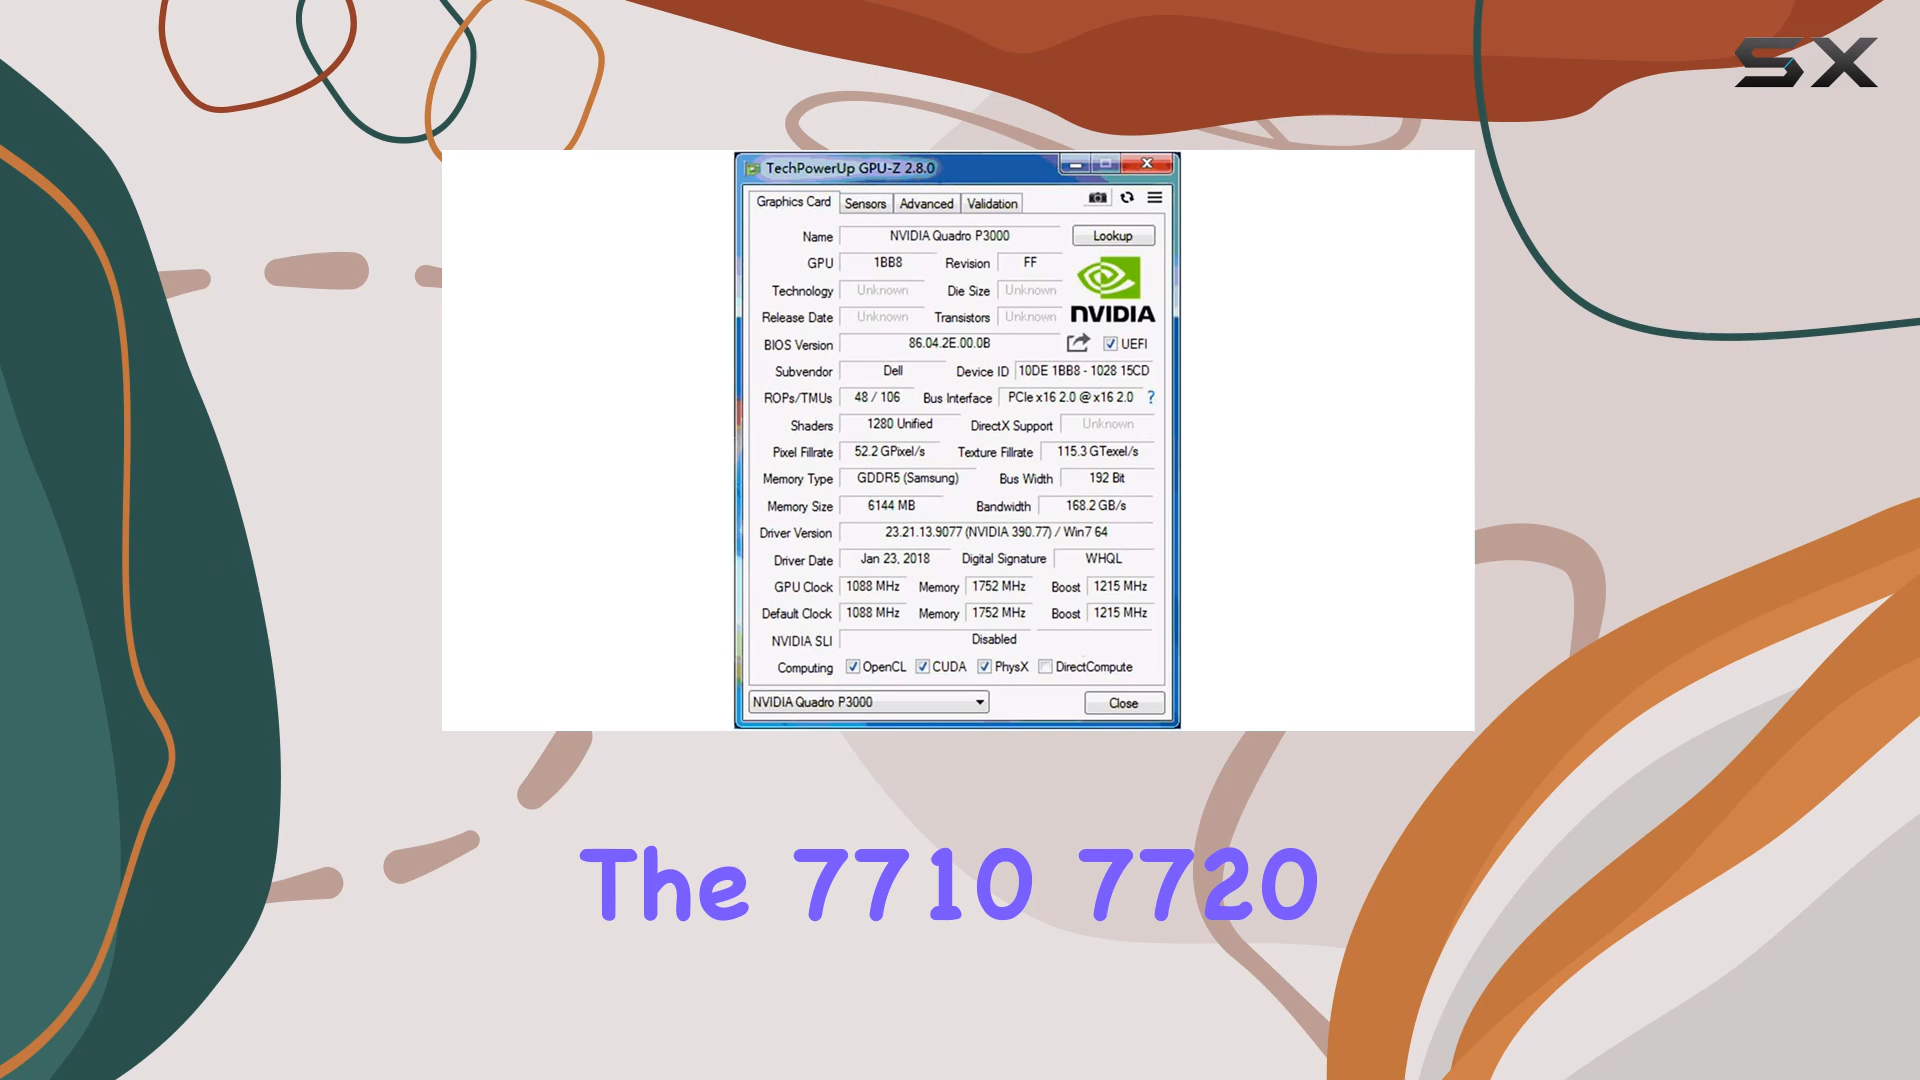 SX
TechPowerUp GPU-Z 2.8.0
Graphics Card Sensors Advanced Validation
Name NVIDIA Quadro P3000 Lookup
GPU 1BB8 Revision FF
Technology Unknown Die Size Unknown
Release Date Unknown Transistors Unknown
NVIDIA
BIOS Version 86.04.2E.00.0B UEFI
Subvendor Dell Device ID 10DE 1BB8 - 1028 15CD
ROPs/TMUs 48 / 106 Bus Interface PCIe x16 2.0 @ x16 2.0 ?
Shaders 1280 Unified DirectX Support Unknown
Pixel Fillrate 52.2 GPixel/s Texture Fillrate 115.3 GTexel/s
Memory Type GDDR5 (Samsung) Bus Width 192 Bit
Memory Size 6144 MB Bandwidth 168.2 GB/s
Driver Version 23.21.13.9077 (NVIDIA 390.77) / Win7 64
Driver Date Jan 23, 2018 Digital Signature WHQL
GPU Clock 1088 MHz Memory 1752 MHz Boost 1215 MHz
Default Clock 1088 MHz Memory 1752 MHz Boost 1215 MHz
NVIDIA SLI Disabled
Computing OpenCL CUDA PhysX DirectCompute
NVIDIA Quadro P3000 Close
The 7710 7720